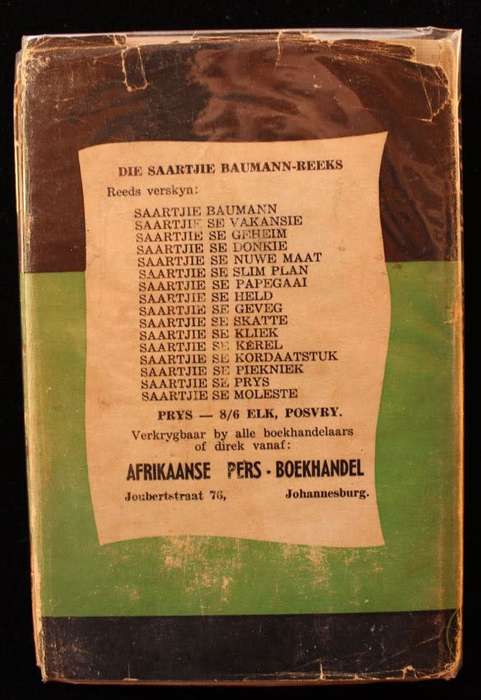 DIE SAARTJIE BAUMANN-REEKS
Reeds verskyn:
SAARTJIE BAUMANN
SAARTJIE SE VAKANSIE
SAARTJIE SE GEHEIM
SAARTJIE SE DONKIE
SAARTJIE SE NUWE MAAT
SAARTJIE SE SLIM PLAN
SAARTJIE SE PAPEGAAI
SAARTJIE SE HELD
SAARTJIE SE GEVEG
SAARTJIE SE SKATTE
SAARTJIE SE KLIEK
SAARTJIE SE KÊREL
SAARTJIE SE KORDAATSTUK
SAARTJIE SE PIEKNIEK
SAARTJIE SE PRYS
SAARTJIE SE MOLESTE
PRYS — 8/6 ELK, POSVRY.
Verkrygbaar by alle boekhandelaars
of direk vanaf:
AFRIKAANSE PERS-BOEKHANDEL
Joubertstraat 76, Johannesburg.